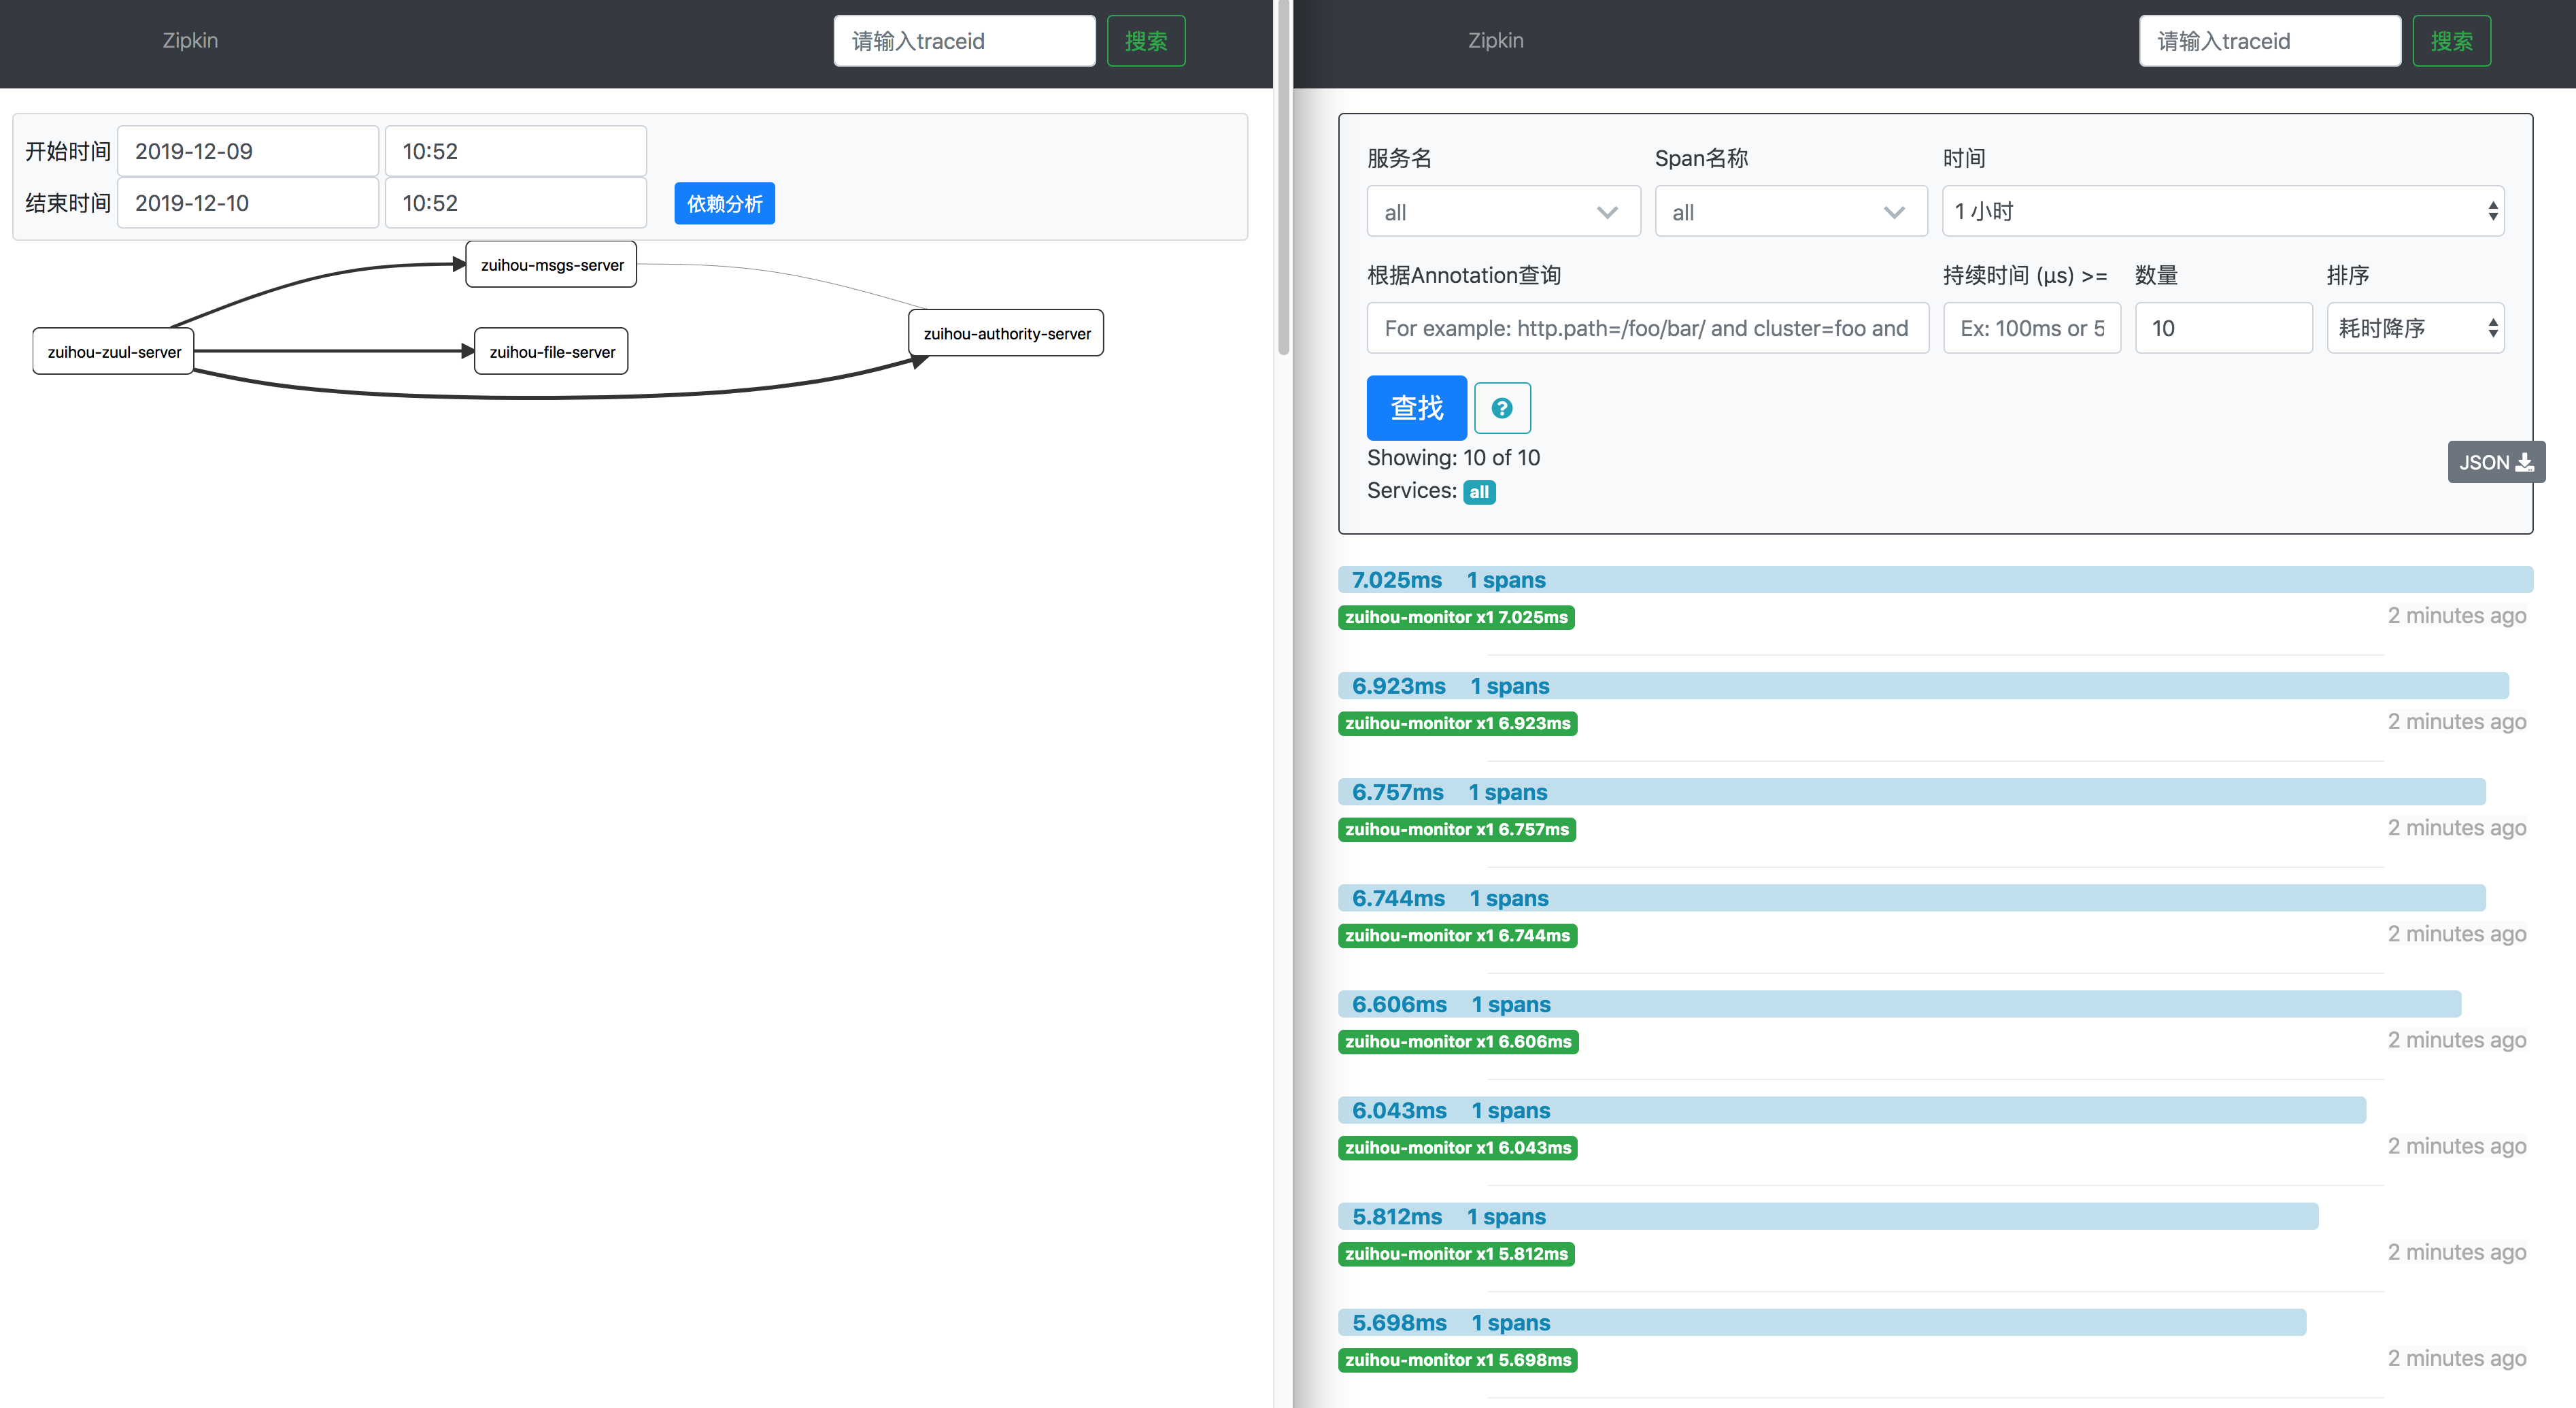 Zipkin
请输入traceid
搜索
开始时间 2019-12-09 10:52
结束时间 2019-12-10 10:52 依赖分析
zuihou-msgs-server
zuihou-authority-server
zuihou-zuul-server
zuihou-file-server
Zipkin
请输入traceid
搜索
服务名 Span名称 时间
all all 1 小时
根据Annotation查询 持续时间 (μs) >= 数量 排序
For example: http.path=/foo/bar/ and cluster=foo and Ex: 100ms or 5 10 耗时降序
查找
Showing: 10 of 10
JSON
Services: all
7.025ms 1 spans
zuihou-monitor x1 7.025ms 2 minutes ago
6.923ms 1 spans
zuihou-monitor x1 6.923ms 2 minutes ago
6.757ms 1 spans
zuihou-monitor x1 6.757ms 2 minutes ago
6.744ms 1 spans
zuihou-monitor x1 6.744ms 2 minutes ago
6.606ms 1 spans
zuihou-monitor x1 6.606ms 2 minutes ago
6.043ms 1 spans
zuihou-monitor x1 6.043ms 2 minutes ago
5.812ms 1 spans
zuihou-monitor x1 5.812ms 2 minutes ago
5.698ms 1 spans
zuihou-monitor x1 5.698ms 2 minutes ago